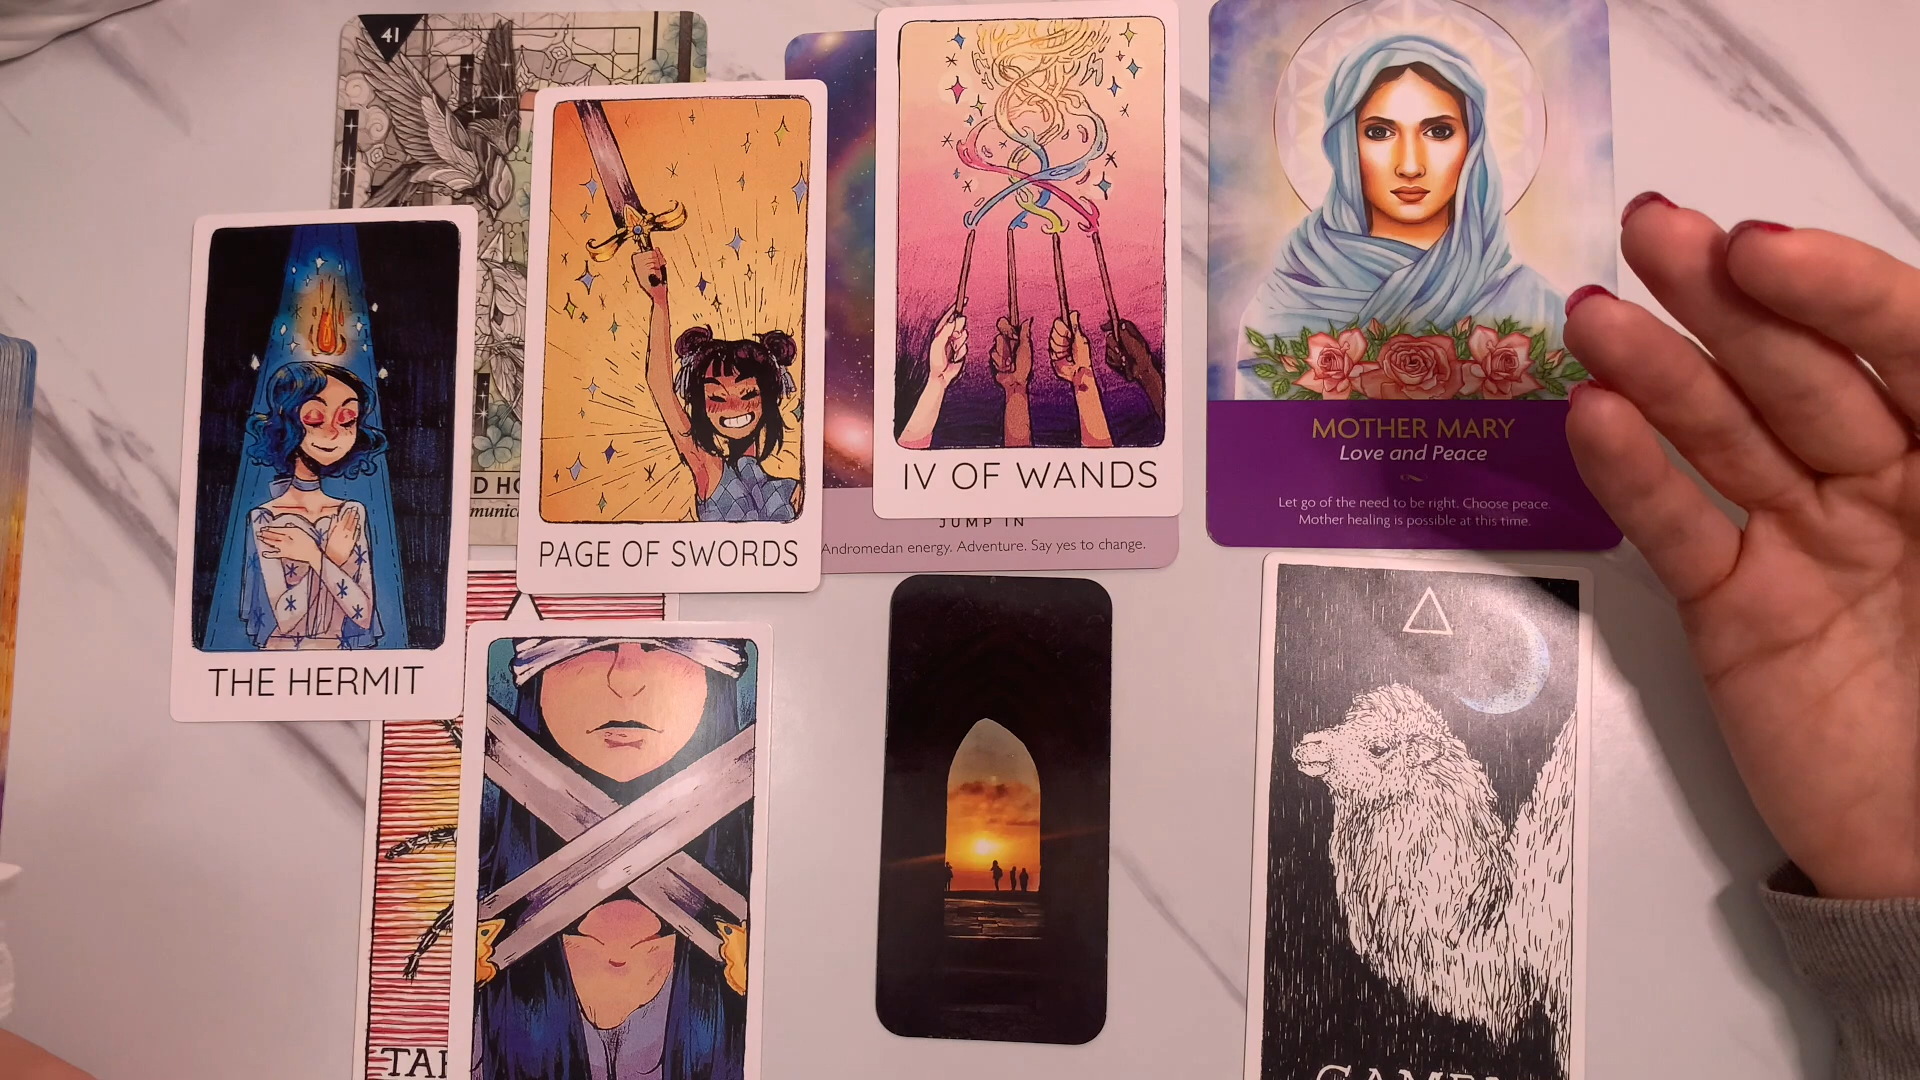 41
IV OF WANDS
MOTHER MARY
Love and Peace
Let go of the need to be right. Choose peace.
Mother healing is possible at this time.
JUMP IN
Andromedan energy. Adventure. Say yes to change.
PAGE OF SWORDS
THE HERMIT